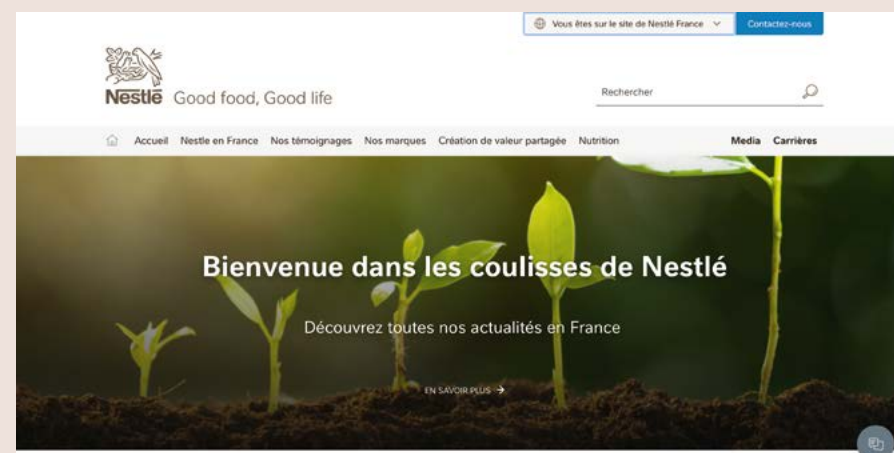 Vous êtes sur le site de Nestlé France
Contactez-nous
Nestlé Good food, Good life
Rechercher
Accueil Nestle en France Nos témoignages Nos marques Création de valeur partagée Nutrition Media Carrières
Bienvenue dans les coulisses de Nestlé
Découvrez toutes nos actualités en France
EN SAVOIR PLUS →